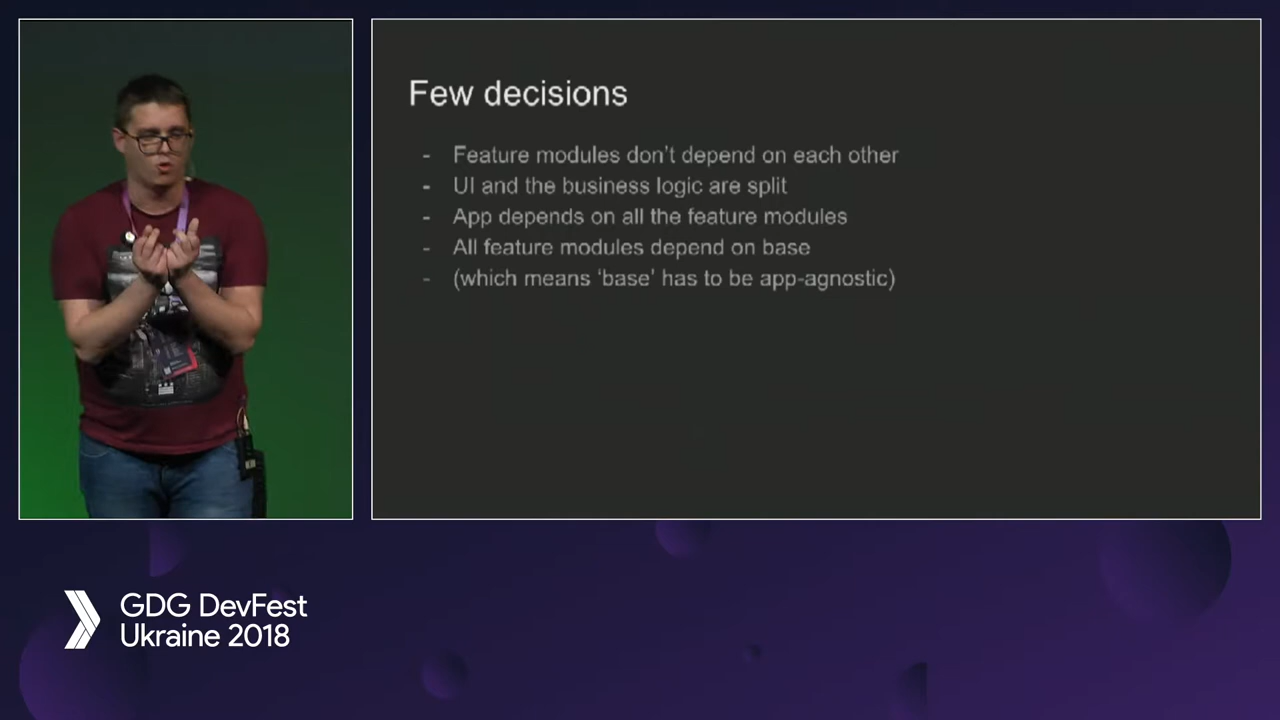 Few decisions
- Feature modules don't depend on each other
- UI and the business logic are split
- App depends on all the feature modules
- All feature modules depend on base
- (which means 'base' has to be app-agnostic)
GDG DevFest
Ukraine 2018